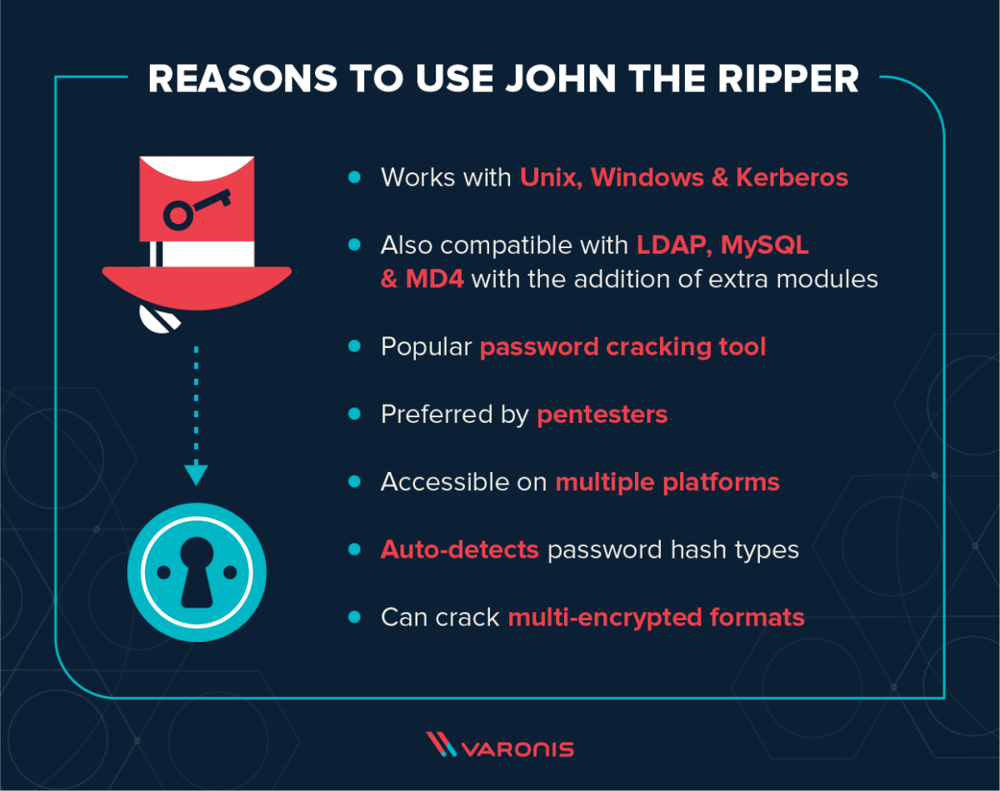 REASONS TO USE JOHN THE RIPPER
Works with Unix, Windows & Kerberos
Also compatible with LDAP, MySQL
& MD4 with the addition of extra modules
Popular password cracking tool
Preferred by pentesters
Accessible on multiple platforms
Auto-detects password hash types
Can crack multi-encrypted formats
VARONIS